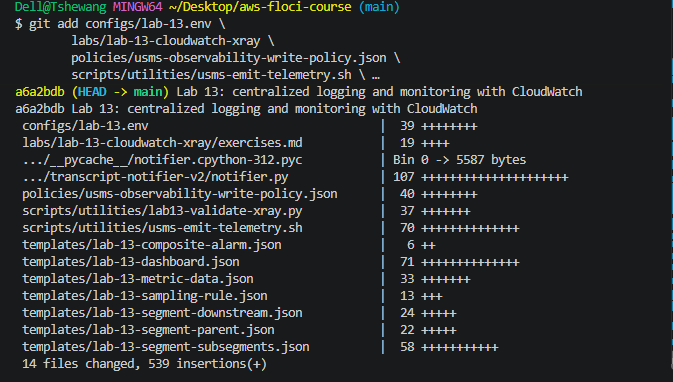 Dell@Tshewang MINGW64 ~/Desktop/aws-floci-course (main)
$ git add configs/lab-13.env \
        labs/lab-13-cloudwatch-xray \
        policies/usms-observability-write-policy.json \
        scripts/utilities/usms-emit-telemetry.sh \ …
a6a2bdb (HEAD -> main) Lab 13: centralized logging and monitoring with CloudWatch
a6a2bdb Lab 13: centralized logging and monitoring with CloudWatch
 configs/lab-13.env                              |  39 ++++++++
 labs/lab-13-cloudwatch-xray/exercises.md        |  19 ++++
 .../__pycache__/notifier.cpython-312.pyc        | Bin 0 -> 5587 bytes
 .../transcript-notifier-v2/notifier.py          | 107 +++++++++++++++++++++
 policies/usms-observability-write-policy.json   |  40 ++++++++
 scripts/utilities/lab13-validate-xray.py        |  37 +++++++
 scripts/utilities/usms-emit-telemetry.sh        |  70 ++++++++++++++
 templates/lab-13-composite-alarm.json           |   6 ++
 templates/lab-13-dashboard.json                 |  71 ++++++++++++++
 templates/lab-13-metric-data.json               |  33 +++++++
 templates/lab-13-sampling-rule.json             |  13 +++
 templates/lab-13-segment-downstream.json        |  24 +++++
 templates/lab-13-segment-parent.json            |  22 +++++
 templates/lab-13-segment-subsegments.json       |  58 +++++++++++
 14 files changed, 539 insertions(+)